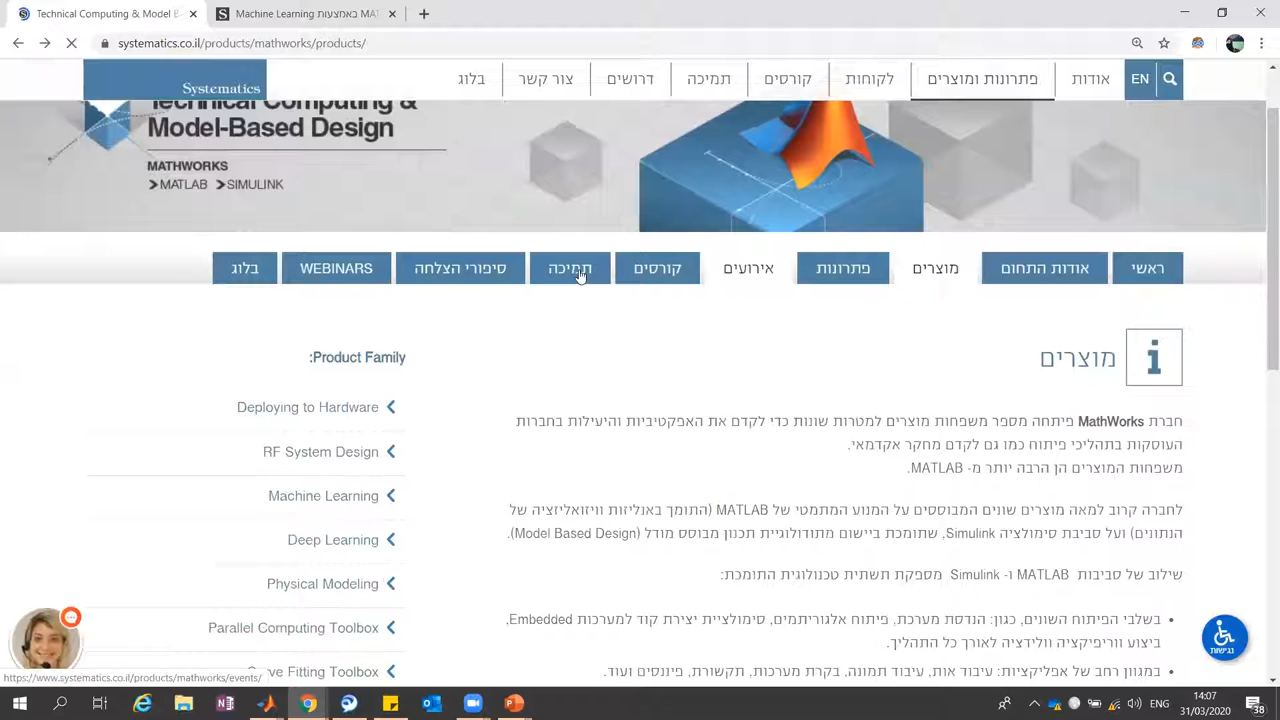 Technical Computing & Model B
Machine Learning באמצעות MAT
systematics.co.il/products/mathworks/products/
Systematics
בלוג
צור קשר
דרושים
תמיכה
קורסים
לקוחות
פתרונות ומוצרים
אודות
EN
Technical Computing &
Model-Based Design
MATHWORKS
MATLAB SIMULINK
ראשי
אודות התחום
מוצרים
פתרונות
אירועים
קורסים
תמיכה
סיפורי הצלחה
WEBINARS
בלוג
מוצרים
חברת MathWorks פיתחה מספר משפחות מוצרים למטרות שונות כדי לקדם את האפקטיביות והיעילות בחברות
העוסקות בתהליכי פיתוח כמו גם לקדם מחקר אקדמאי.
משפחות המוצרים הן הרבה יותר מ- MATLAB.
לחברה קרוב למאה מוצרים שונים המבוססים על המנוע המתמטי של MATLAB (התומך באנליזות וויזואליזציה של
הנתונים) ועל סביבת סימולציה Simulink, שתומכת ביישום מתודולוגיית תכנון מבוסס מודל (Model Based Design).
שילוב של סביבות MATLAB ו- Simulink מספקת תשתית טכנולוגית התומכת:
• בשלבי הפיתוח השונים, כגון: הנדסת מערכת, פיתוח אלגוריתמים, סימולציית יצירת קוד למערכות Embedded,
ביצוע ווריפיקציה וולידציה לאורך כל התהליך.
• במגוון רחב של אפליקציות: עיבוד אות, עיבוד תמונה, בקרת מערכות, תקשורת, פיננסים ועוד.
Product Family:
Deploying to Hardware
RF System Design
Machine Learning
Deep Learning
Physical Modeling
Parallel Computing Toolbox
Curve Fitting Toolbox
נגישות
https://www.systematics.co.il/products/mathworks/events/
14:07
31/03/2020
38